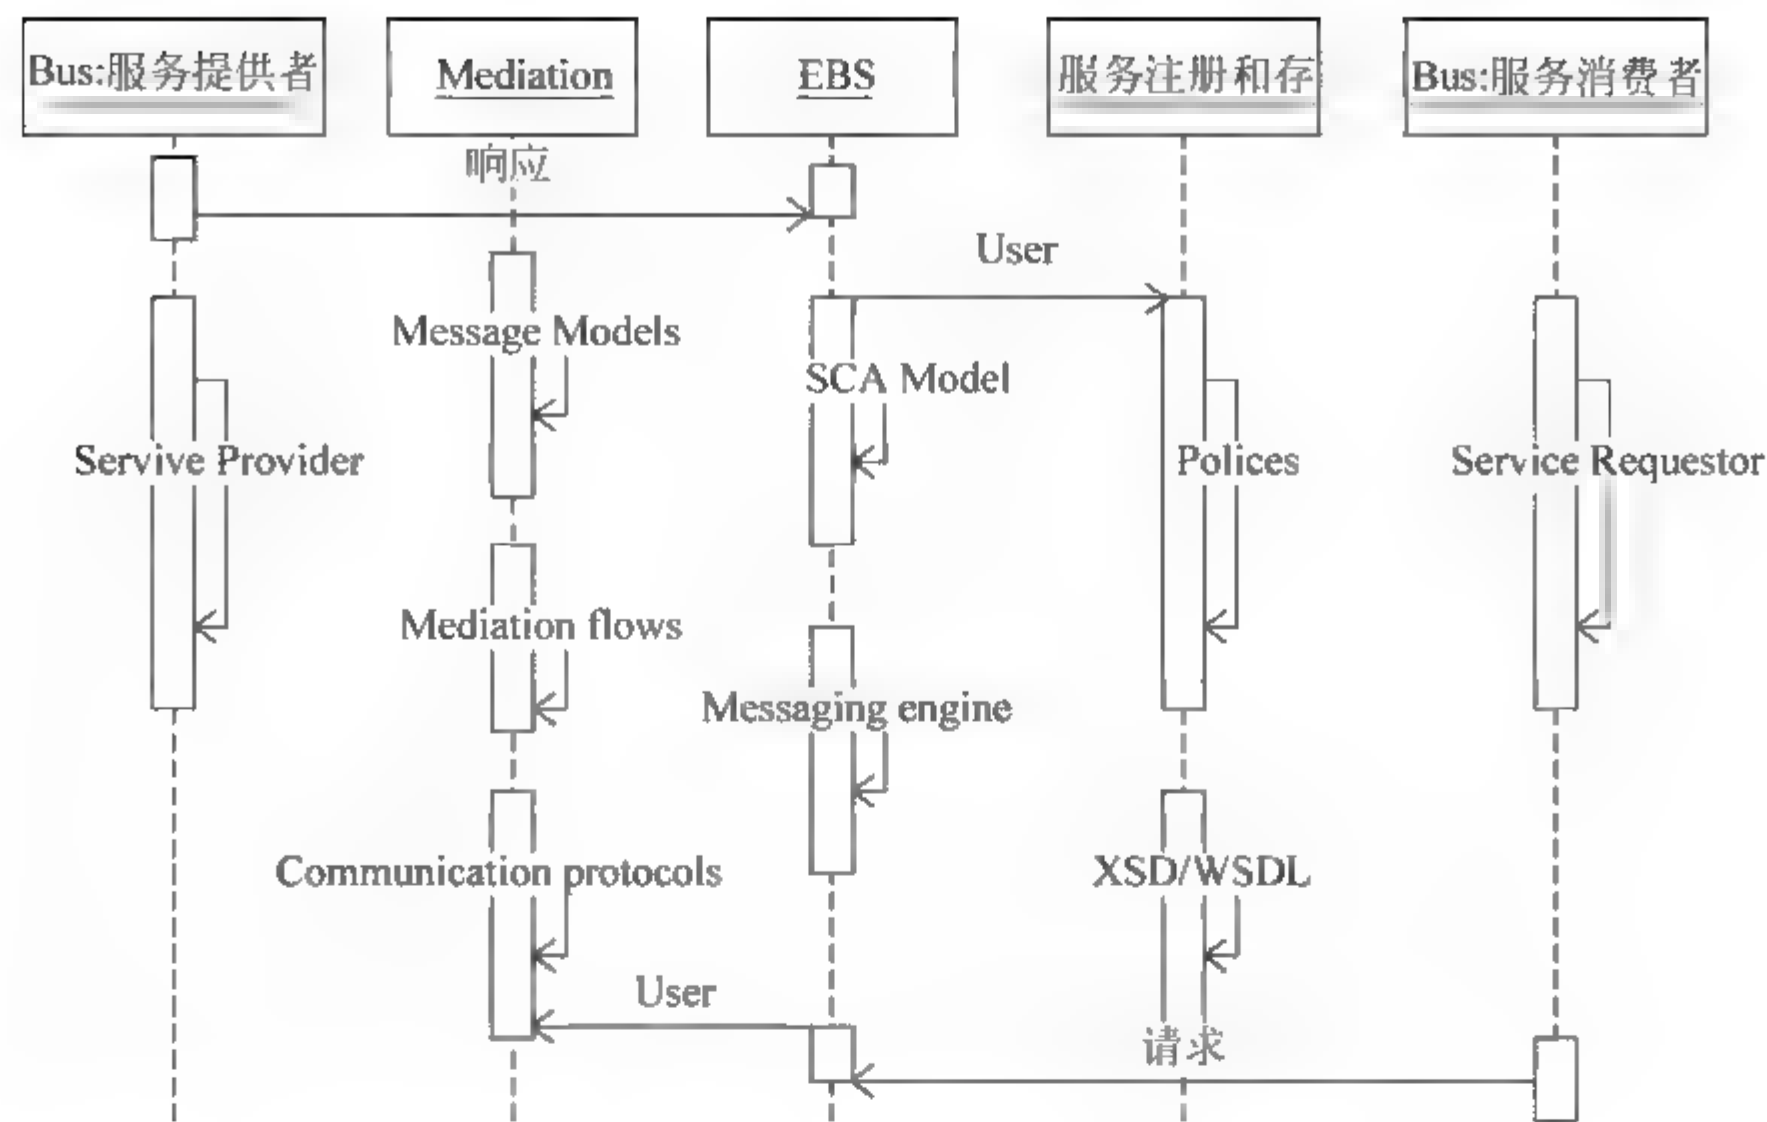 Bus:服务提供者
Mediation
EBS
服务注册和存
Bus:服务消费者
响应
User
Message Models
SCA Model
Servive Provider
Polices
Service Requestor
Mediation flows
Messaging engine
Communication protocols
XSD/WSDL
User
请求